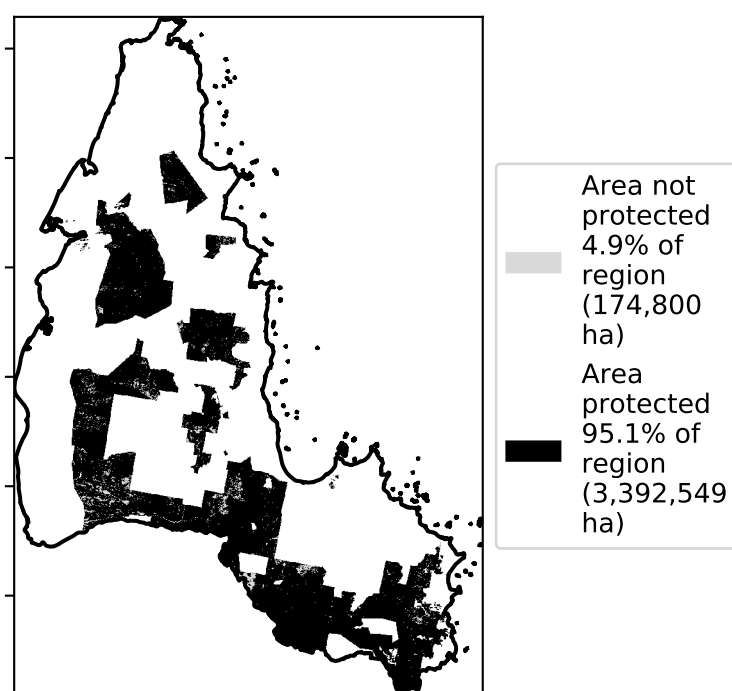 Area not
protected
4.9% of
region
(174,800
ha)
Area
protected
95.1% of
region
(3,392,549
ha)